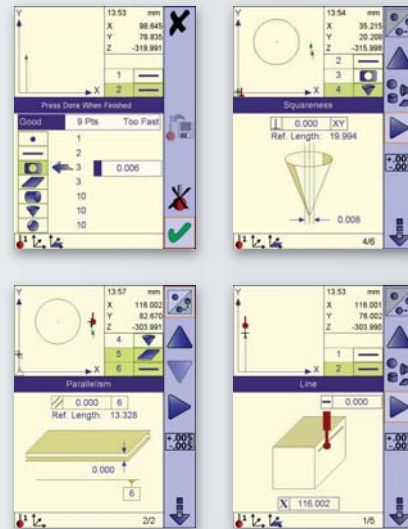 Y
13:53 mm
X 98.645
Y 78.835
Z -319.991
1
2
X
Press Done When Finished
Good 9 Pts. Too Fast
1
2
3 0.006
3
10
10
10
1
Y
13:54 mm
X 35.215
Y 20.208
Z -315.998
2
3
4
X
Squareness
0.000 XY
Ref. Length: 19.994
0.008
+.005
-.005
1
4/6
Y
13:57 mm
X 116.002
Y 82.670
Z -303.991
4
5
6
X
Parallelism
0.000 6
Ref. Length: 13.328
0.000
6
+.005
-.005
1
2/2
Y
13:53 mm
X 116.001
Y 76.002
Z -303.990
1
2
X
Line
0.000
X 116.002
+.005
-.005
1
1/5